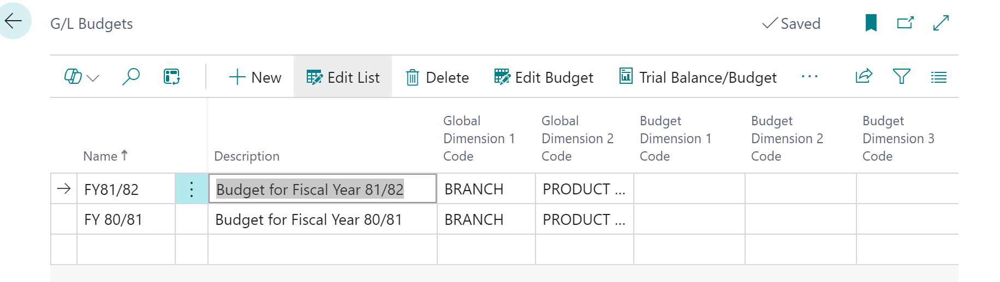 G/L Budgets
Saved
New
Edit List
Delete
Edit Budget
Trial Balance/Budget
...
Name ↑
Description
Global Dimension 1 Code
Global Dimension 2 Code
Budget Dimension 1 Code
Budget Dimension 2 Code
Budget Dimension 3 Code
FY81/82 Budget for Fiscal Year 81/82 BRANCH PRODUCT ...
FY 80/81 Budget for Fiscal Year 80/81 BRANCH PRODUCT ...